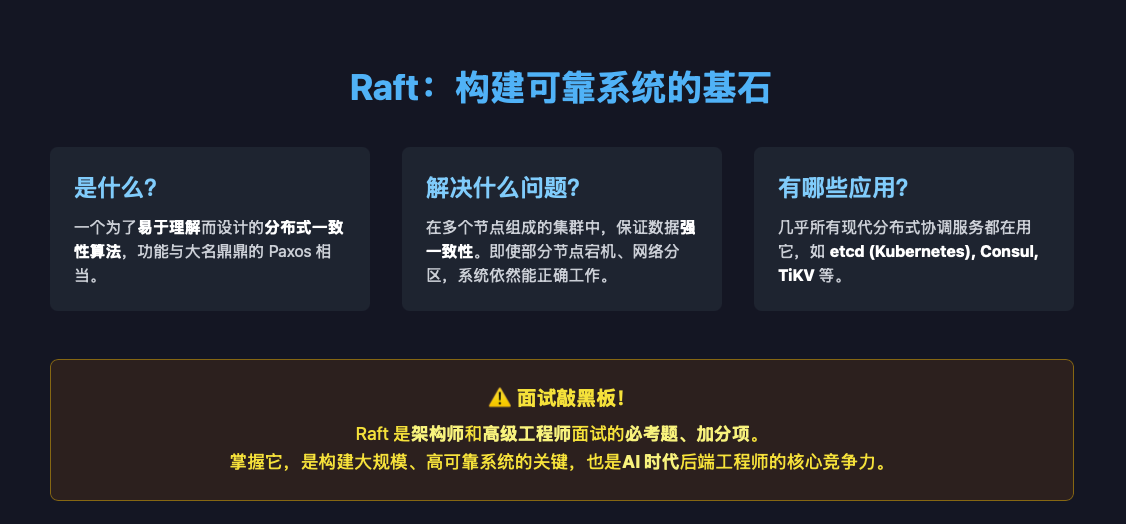 Raft：构建可靠系统的基石
是什么?
一个为了易于理解而设计的分布式一致
性算法，功能与大名鼎鼎的 Paxos 相
当。
解决什么问题?
在多个节点组成的集群中，保证数据强
一致性。即使部分节点宕机、网络分
区，系统依然能正确工作。
有哪些应用?
几乎所有现代分布式协调服务都在用
它，如 etcd (Kubernetes), Consul,
TiKV 等。
⚠️ 面试敲黑板！
Raft 是架构师和高级工程师面试的必考题、加分项。
掌握它，是构建大规模、高可靠系统的关键，也是AI 时代后端工程师的核心竞争力。